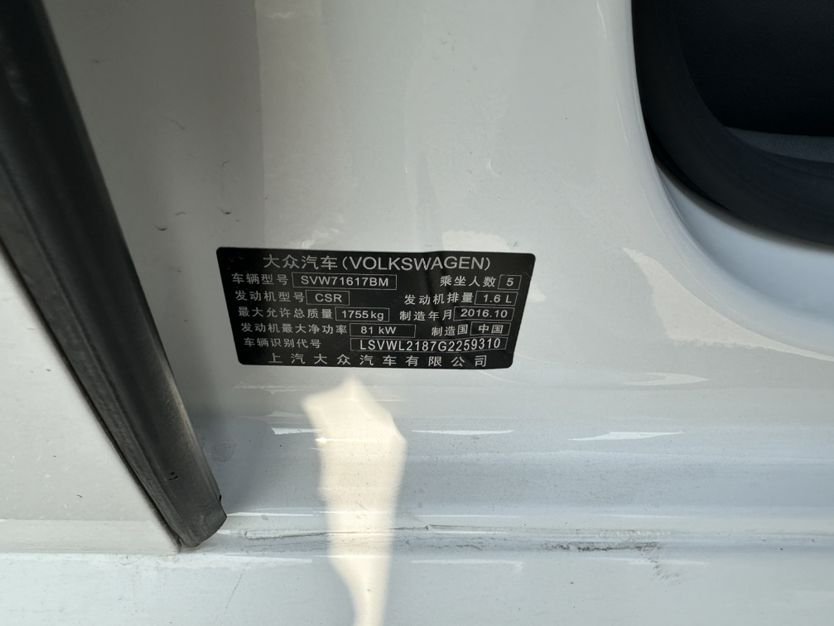 大众汽车(VOLKSWAGEN)
车辆型号 SVW71617BM 乘坐人数 5
发动机型号 CSR 发动机排量 1.6 L
最大允许总质量 1755kg 制造年月 2016.10
发动机最大净功率 81 kW 制造国 中国
车辆识别代号 LSVWL2187G2259310
上汽大众汽车有限公司